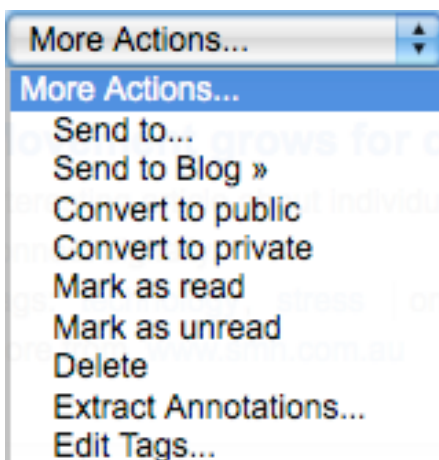 More Actions...
More Actions...
Send to...
Send to Blog »
Convert to public
Convert to private
Mark as read
Mark as unread
Delete
Extract Annotations...
Edit Tags...